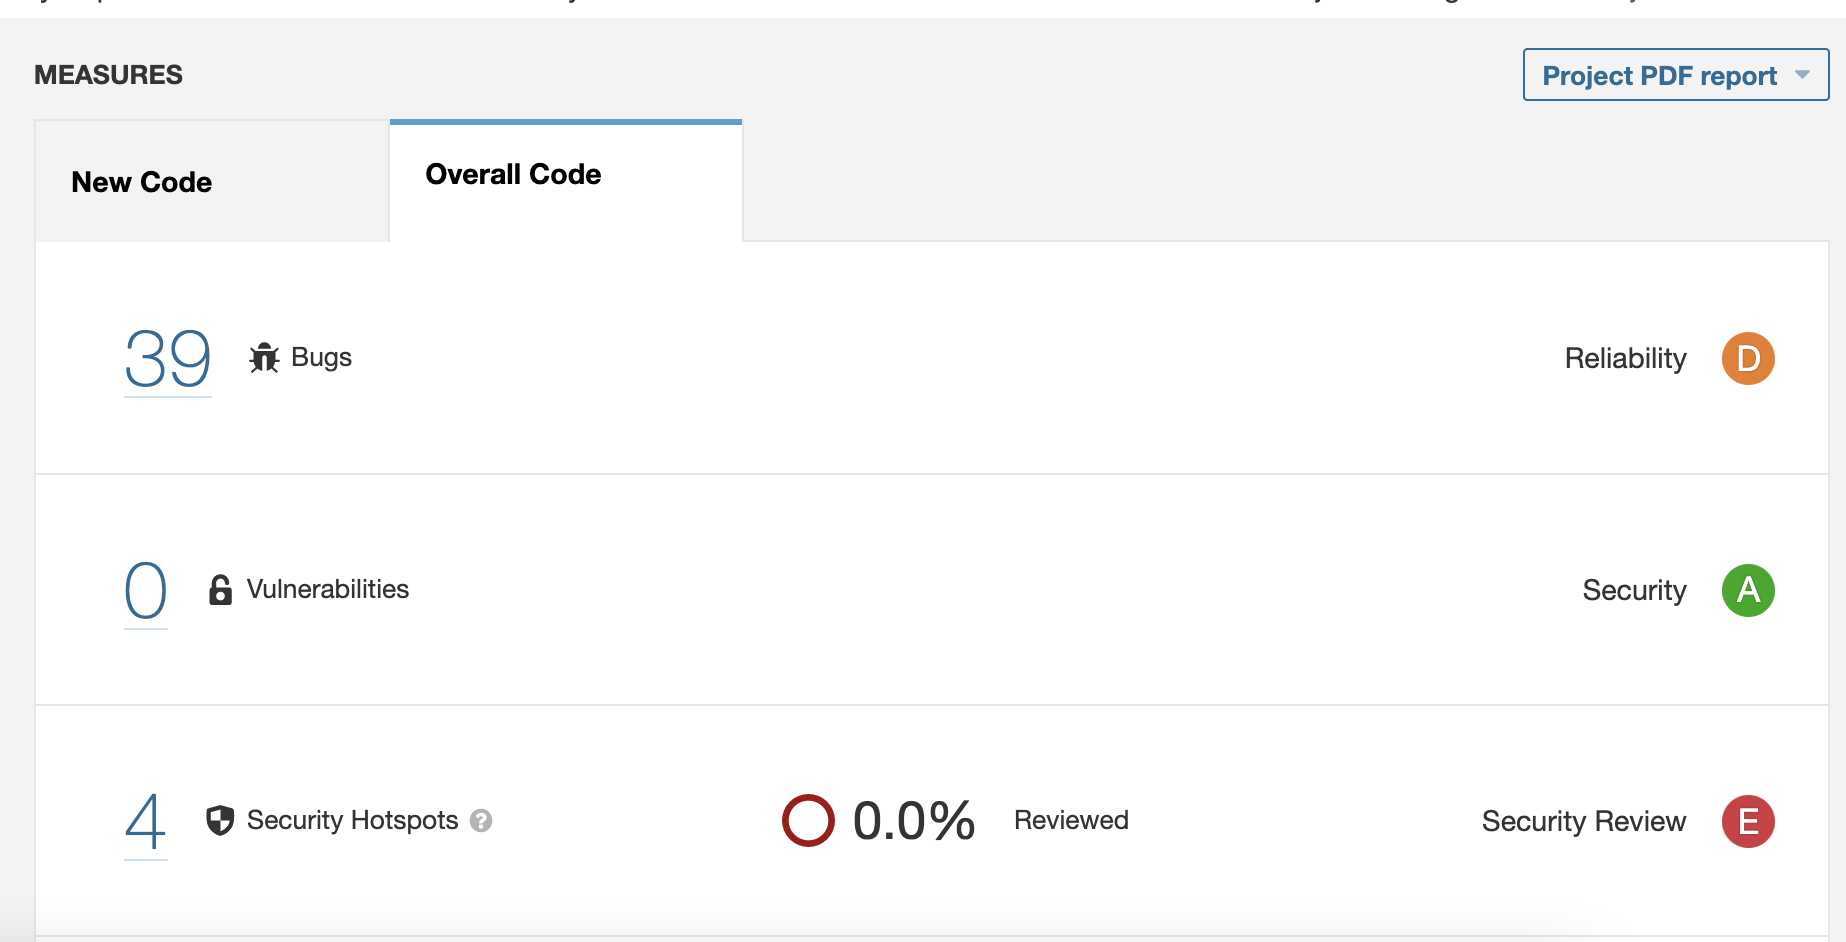 MEASURES
Project PDF report
New Code
Overall Code
39 Bugs
Reliability D
0 Vulnerabilities
Security A
4 Security Hotspots ?
0.0% Reviewed
Security Review E